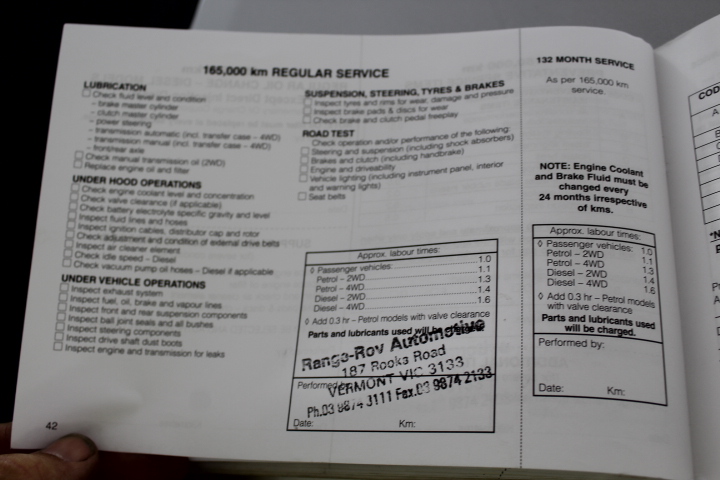 165,000 km REGULAR SERVICE
LUBRICATION
Check fluid level and condition
– brake master cylinder
– clutch master cylinder
– power steering
– transmission automatic (incl. transfer case – 4WD)
– transmission manual (incl. transfer case – 4WD)
– front/rear axle
Check manual transmission oil (2WD)
Replace engine oil and filter
UNDER HOOD OPERATIONS
Check engine coolant level and concentration
Check valve clearance (if applicable)
Check battery electrolyte specific gravity and level
Inspect fluid lines and hoses
Inspect ignition cables, distributor cap and rotor
Check adjustment and condition of external drive belts
Inspect air cleaner element
Check idle speed – Diesel
Check vacuum pump oil hoses – Diesel if applicable
UNDER VEHICLE OPERATIONS
Inspect exhaust system
Inspect fuel, oil, brake and vapour lines
Inspect front and rear suspension components
Inspect ball joint seals and all bushes
Inspect steering components
Inspect drive shaft dust boots
Inspect engine and transmission for leaks
42
SUSPENSION, STEERING, TYRES & BRAKES
Inspect tyres and rims for wear, damage and pressure
Inspect brake pads & discs for wear
Check brake and clutch pedal freeplay
ROAD TEST
Check operation and/or performance of the following:
Steering and suspension (including shock absorbers)
Brakes and clutch (including handbrake)
Engine and driveability
Vehicle lighting (including instrument panel, interior
and warning lights)
Seat belts
Approx. labour times:
◊ Passenger vehicles: 1.0
Petrol – 2WD 1.1
Petrol – 4WD 1.3
Diesel – 2WD 1.4
Diesel – 4WD 1.6
◊ Add 0.3 hr – Petrol models with valve clearance
Parts and lubricants used will be
Rango-Rov Automotive
187 Rooks Road
VERMONT VIC 3133
Ph.03 9874 3111 Fax.03 9874 2133
Performed by:
Date: Km:
132 MONTH SERVICE
As per 165,000 km
service.
NOTE: Engine Coolant
and Brake Fluid must be
changed every
24 months irrespective
of kms.
Approx. labour times:
◊ Passenger vehicles: 1.0
Petrol – 2WD 1.1
Petrol – 4WD 1.3
Diesel – 2WD 1.4
Diesel – 4WD 1.6
◊ Add 0.3 hr – Petrol models
with valve clearance
Parts and lubricants used
will be charged.
Performed by:
Date: Km: